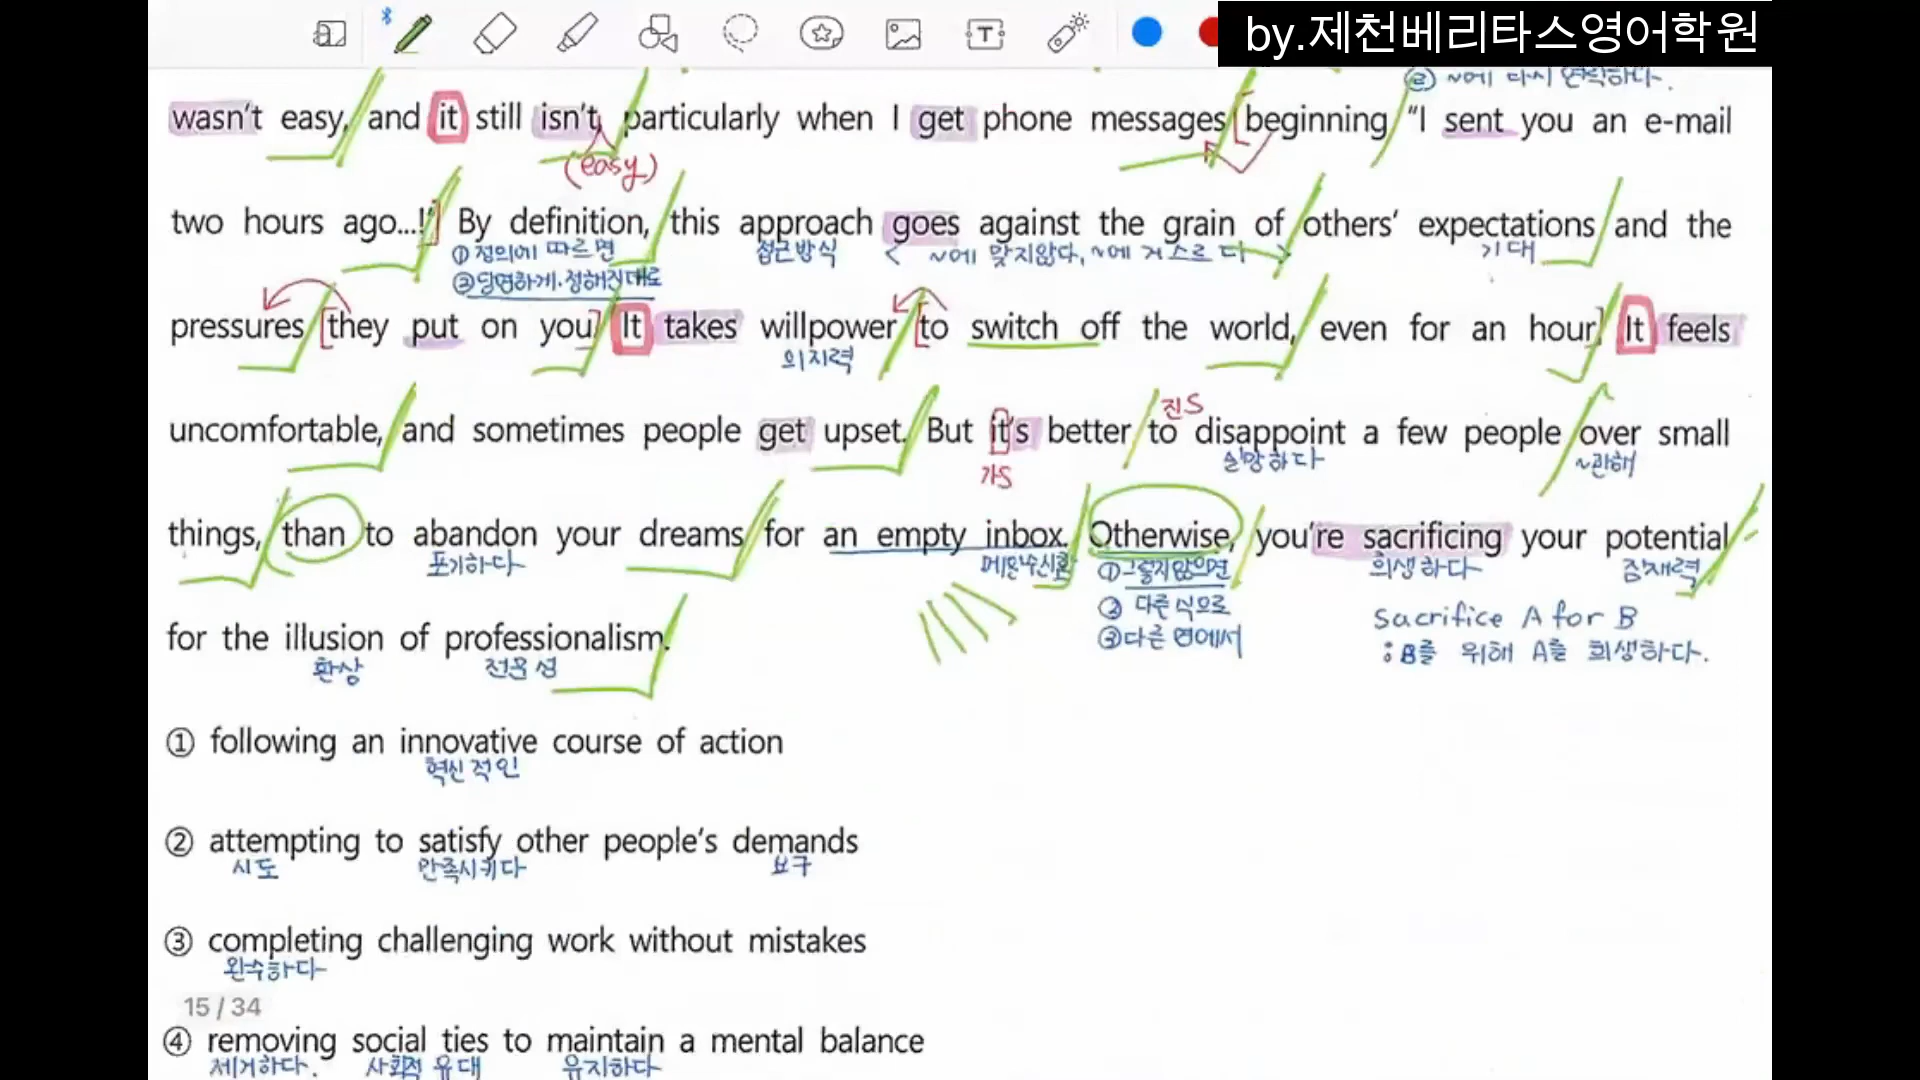 by.제천베리타스영어학원
② ~에 다시 연락하다.
wasn't easy, and it still isn't, particularly when I get phone messages [beginning "I sent you an e-mail
(easy)
two hours ago...!"] By definition, this approach goes against the grain of others' expectations and the
①정의에 따르면 접근방식 < ~에 맞지않다, ~에 거스르다 > 기대
②당연하게·정해진대로
pressures [they put on you] It takes willpower [to switch off the world, even for an hour] It feels
의지력
진S
uncomfortable, and sometimes people get upset. But it's better to disappoint a few people over small
가S 실망하다 ~관해
things, than to abandon your dreams for an empty inbox. Otherwise, you're sacrificing your potential
포기하다 메일수신함 ①그렇지않으면 희생하다 잠재력
② 다른식으로 sacrifice A for B
for the illusion of professionalism.
③다른 면에서 :B를 위해 A를 희생하다.
환상 전문성
① following an innovative course of action
혁신적인
② attempting to satisfy other people's demands
시도 만족시키다 요구
③ completing challenging work without mistakes
완수하다
15 / 34
④ removing social ties to maintain a mental balance
제거하다. 사회적 유대 유지하다